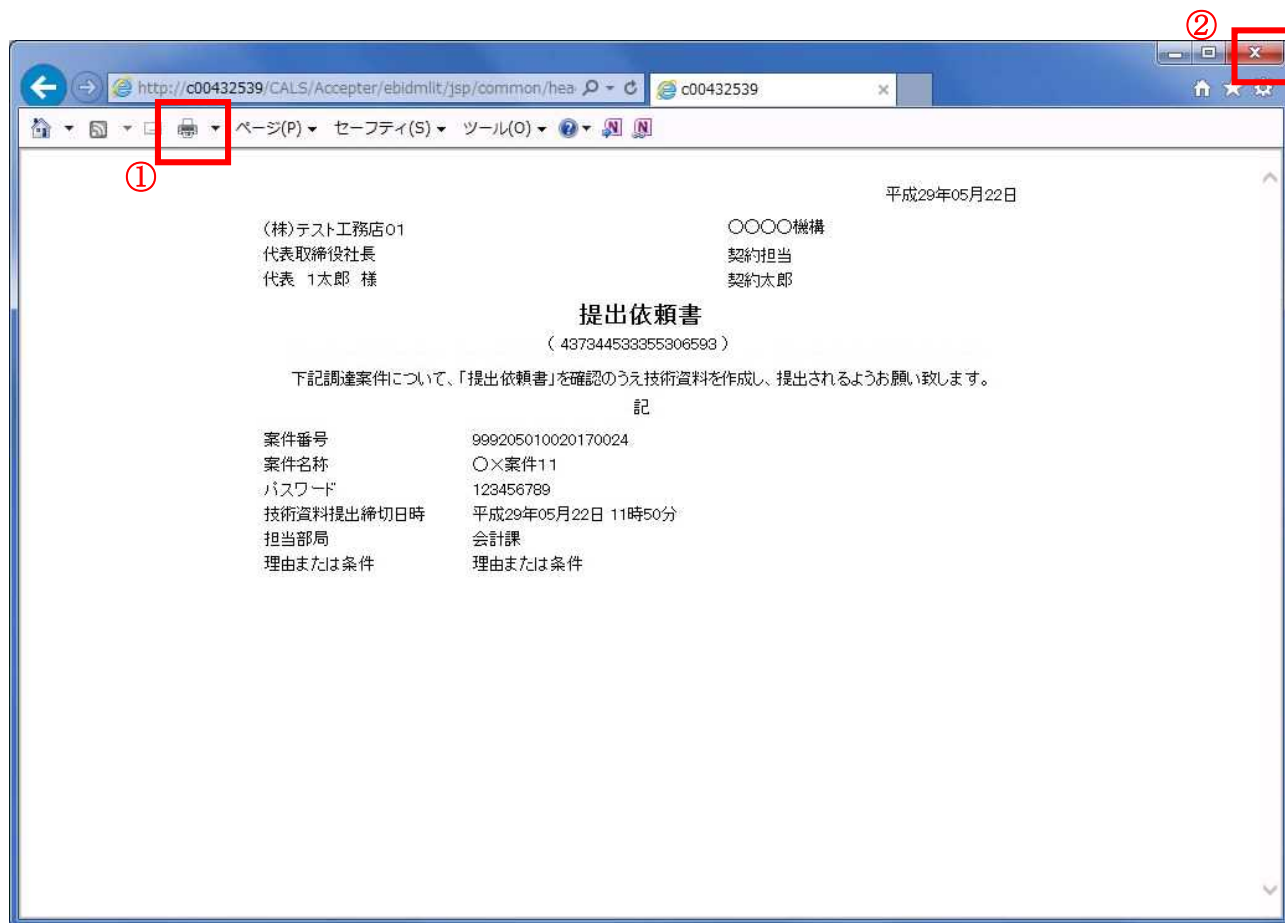 ②
http://c00432539/CALS/Accepter/ebidmlit/jsp/common/hea
c00432539
ページ(P) セーフティ(S) ツール(O)
①
平成29年05月22日
(株)テスト工務店01
〇〇〇〇機構
代表取締役社長
契約担当
代表 1太郎 様
契約太郎
提出依頼書
( 437344533355306593 )
下記調達案件について、「提出依頼書」を確認のうえ技術資料を作成し、提出されるようお願い致します。
記
案件番号 999205010020170024
案件名称 〇×案件11
パスワード 123456789
技術資料提出締切日時 平成29年05月22日 11時50分
担当部局 会計課
理由または条件 理由または条件